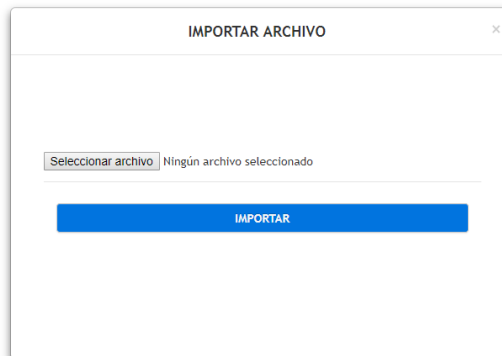 IMPORTAR ARCHIVO ×
Seleccionar archivo Ningún archivo seleccionado
IMPORTAR